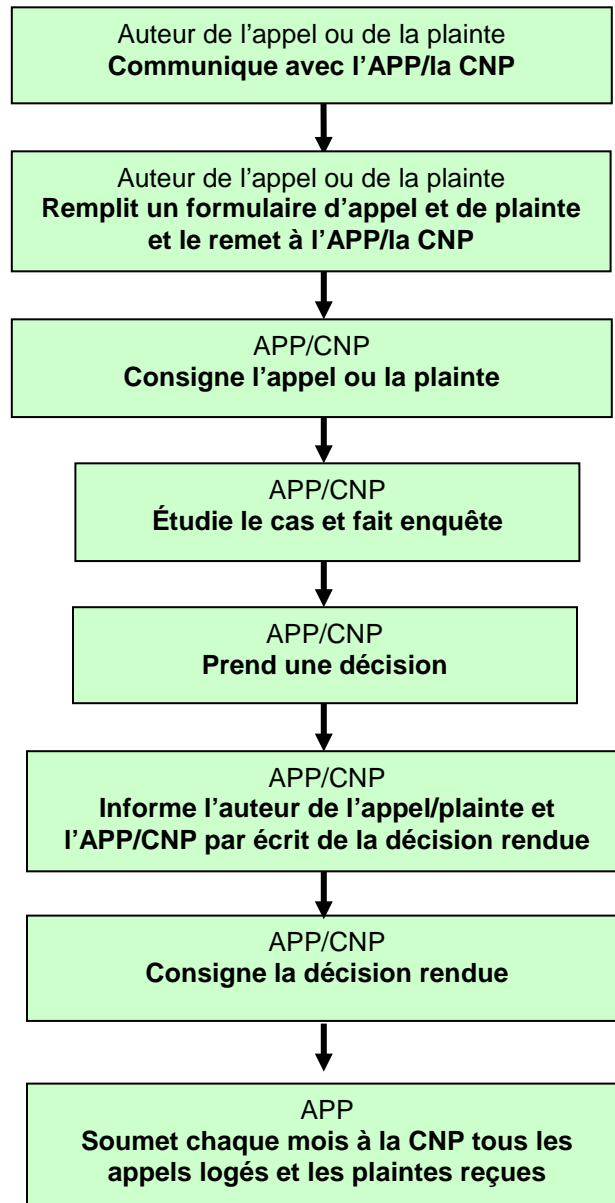 Auteur de l'appel ou de la plainte
Communique avec l'APP/la CNP
Auteur de l'appel ou de la plainte
Remplit un formulaire d'appel et de plainte
et le remet à l'APP/la CNP
APP/CNP
Consigne l'appel ou la plainte
APP/CNP
Étudie le cas et fait enquête
APP/CNP
Prend une décision
APP/CNP
Informe l'auteur de l'appel/plainte et
l'APP/CNP par écrit de la décision rendue
APP/CNP
Consigne la décision rendue
APP
Soumet chaque mois à la CNP tous les
appels logés et les plaintes reçues